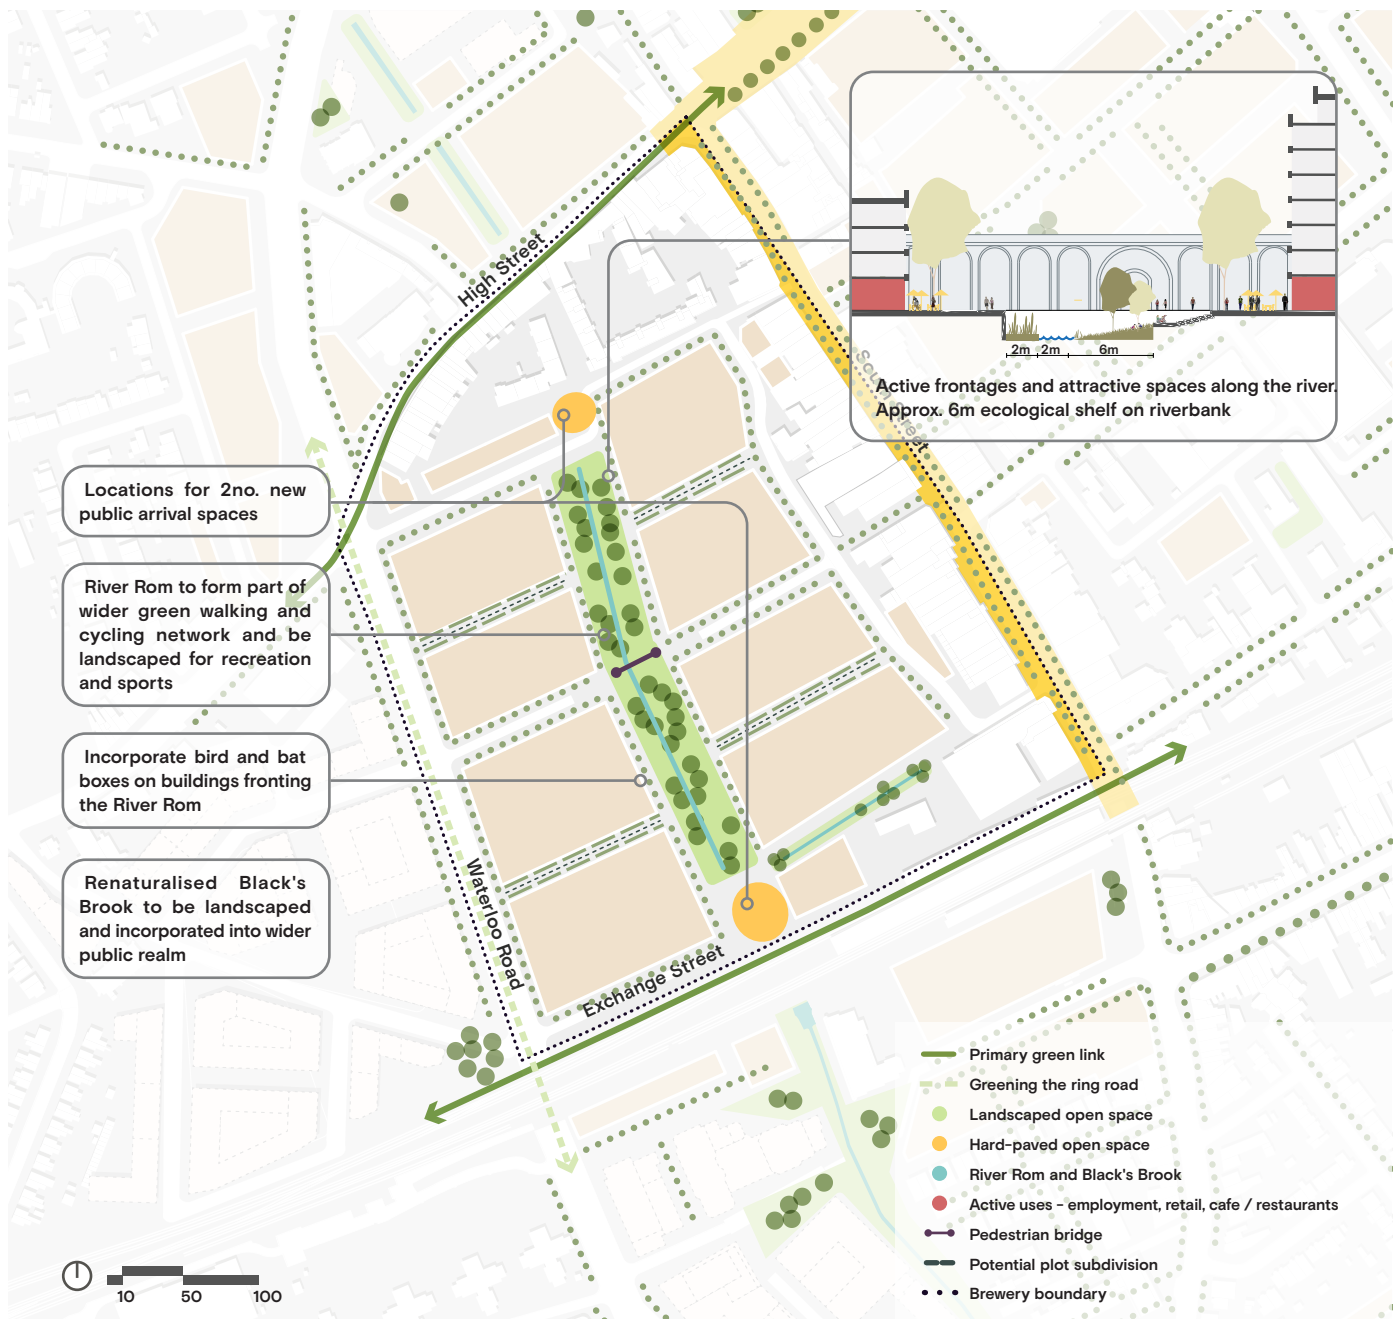 High Street
South Street
2m 2m 6m
Active frontages and attractive spaces along the river.
Approx. 6m ecological shelf on riverbank
Locations for 2no. new
public arrival spaces
River Rom to form part of
wider green walking and
cycling network and be
landscaped for recreation
and sports
Incorporate bird and bat
boxes on buildings fronting
the River Rom
Renaturalised Black's
Brook to be landscaped
and incorporated into wider
public realm
Waterloo Road
Exchange Street
Primary green link
Greening the ring road
Landscaped open space
Hard-paved open space
River Rom and Black's Brook
Active uses - employment, retail, cafe / restaurants
Pedestrian bridge
Potential plot subdivision
Brewery boundary
10 50 100